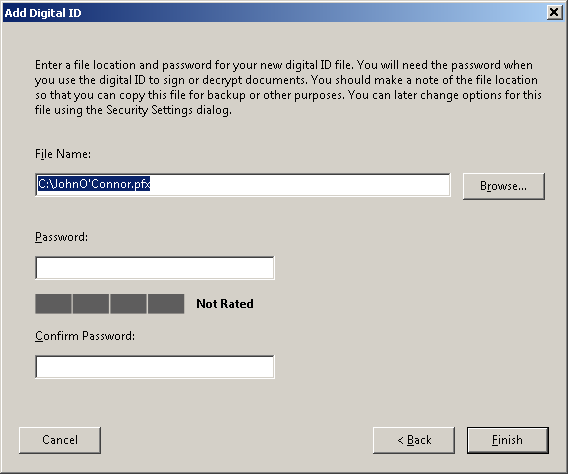 Add Digital ID
Enter a file location and password for your new digital ID file. You will need the password when
you use the digital ID to sign or decrypt documents. You should make a note of the file location
so that you can copy this file for backup or other purposes. You can later change options for this
file using the Security Settings dialog.
File Name:
C:\JohnO'Connor.pfx
Browse...
Password:
Not Rated
Confirm Password:
Cancel
< Back
Finish